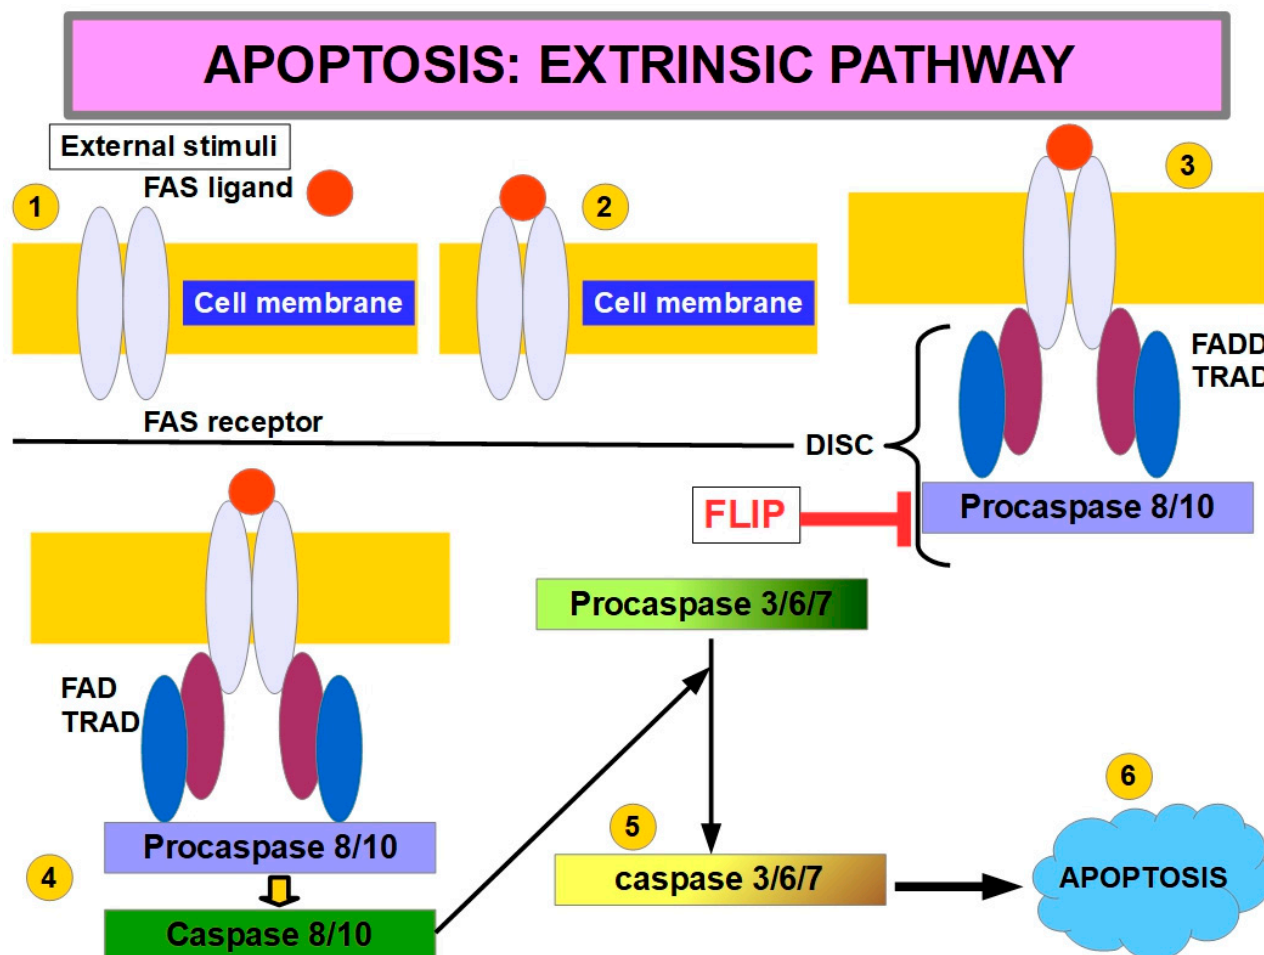 APOPTOSIS: EXTRINSIC PATHWAY
External stimuli
FAS ligand
1
Cell membrane
FAS receptor
2
Cell membrane
3
FADD
TRAD
DISC
FLIP
Procaspase 8/10
FAD
TRAD
Procaspase 8/10
4
Caspase 8/10
Procaspase 3/6/7
5
caspase 3/6/7
6
APOPTOSIS